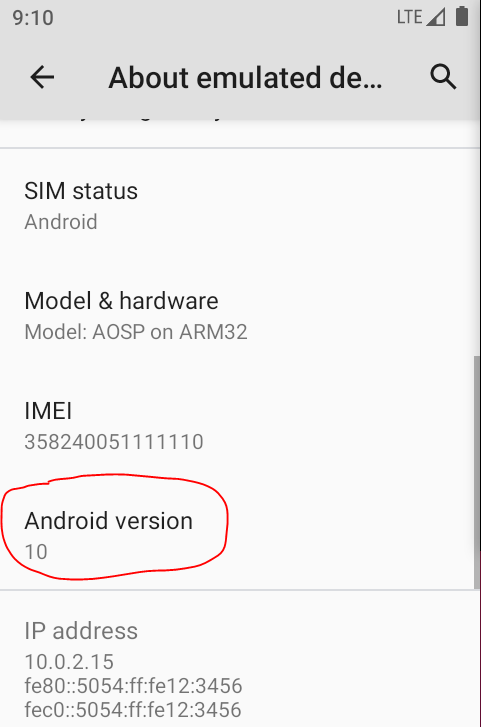 9:10
LTE
About emulated de...
SIM status
Android
Model & hardware
Model: AOSP on ARM32
IMEI
358240051111110
Android version
10
IP address
10.0.2.15
fe80::5054:ff:fe12:3456
fec0::5054:ff:fe12:3456